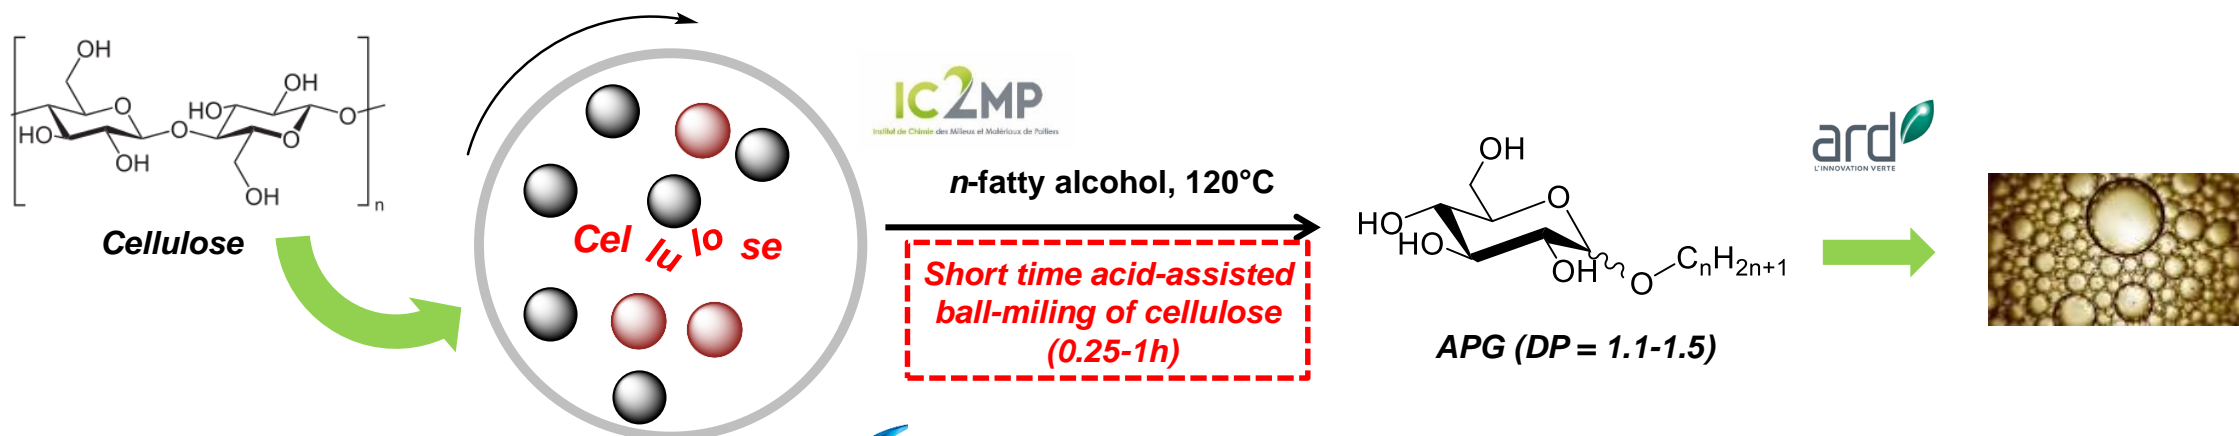 OH
OH
HO
O
HO
O
O
O
HO
OH
OH
n
Cellulose
Cel lu lo se
IC2MP
Institut de Chimie des Milieux et Matériaux de Poitiers
n-fatty alcohol, 120°C
Short time acid-assisted
ball-miling of cellulose
(0.25-1h)
OH
O
HO
HO
OH
O
CnH2n+1
APG (DP = 1.1-1.5)
ard
L'INNOVATION VERTE